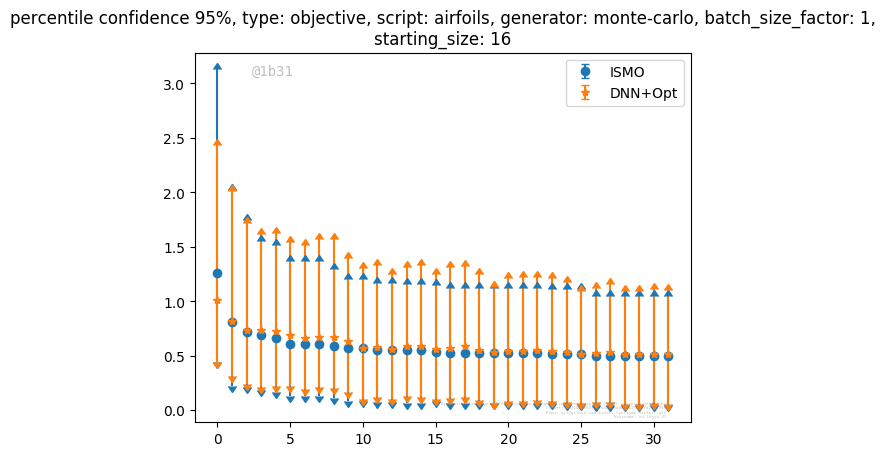 percentile confidence 95%, type: objective, script: airfoils, generator: monte-carlo, batch_size_factor: 1,
starting_size: 16
@1b31
ISMO
DNN+Opt
3.0
2.5
2.0
1.5
1.0
0.5
0.0
0 5 10 15 20 25 30